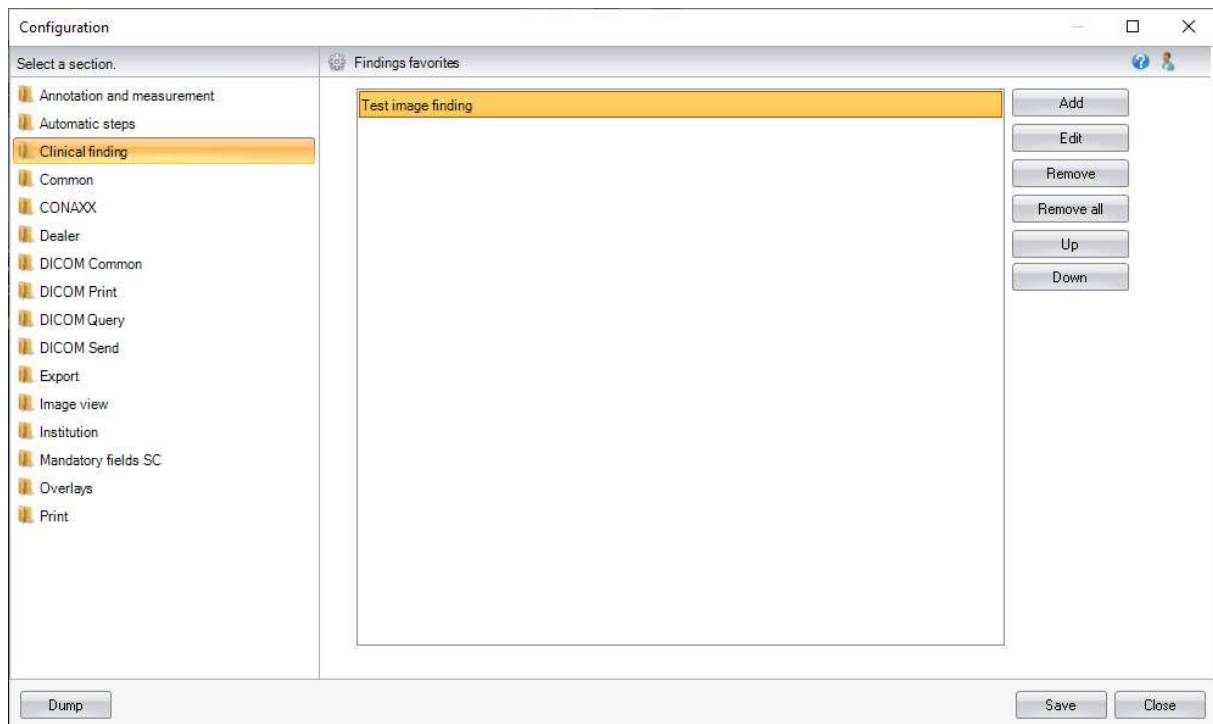 Configuration
Select a section.
Findings favorites
Annotation and measurement
Automatic steps
Clinical finding
Common
CONAXX
Dealer
DICOM Common
DICOM Print
DICOM Query
DICOM Send
Export
Image view
Institution
Mandatory fields SC
Overlays
Print
Test image finding
Add
Edit
Remove
Remove all
Up
Down
Dump
Save
Close